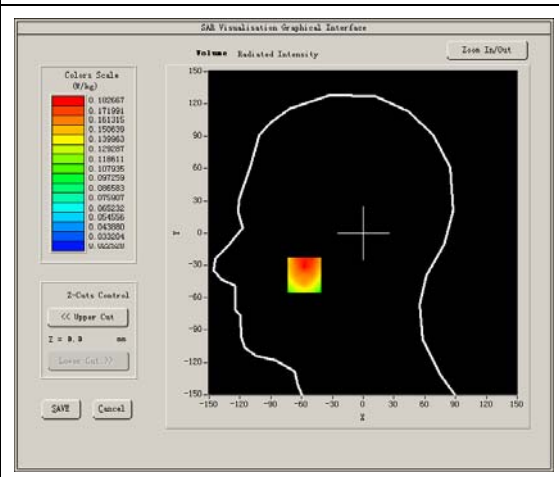 SAR Visualisation Graphical Interface
Volume Radiated Intensity
Zoom In/Out
Colors Scale
(W/kg)
0.182667
0.171991
0.161315
0.150639
0.139963
0.129287
0.118611
0.107935
0.097259
0.086583
0.075907
0.065232
0.054556
0.043880
0.033204
0.022528
Z-Cuts Control
<< Upper Cut
Lower Cut >>
SAVE
Cancel
150
120
90
60
30
0
-30
-60
-90
-120
-150
Y
-150 -120 -90 -60 -30 0 30 60 90 120 150
X